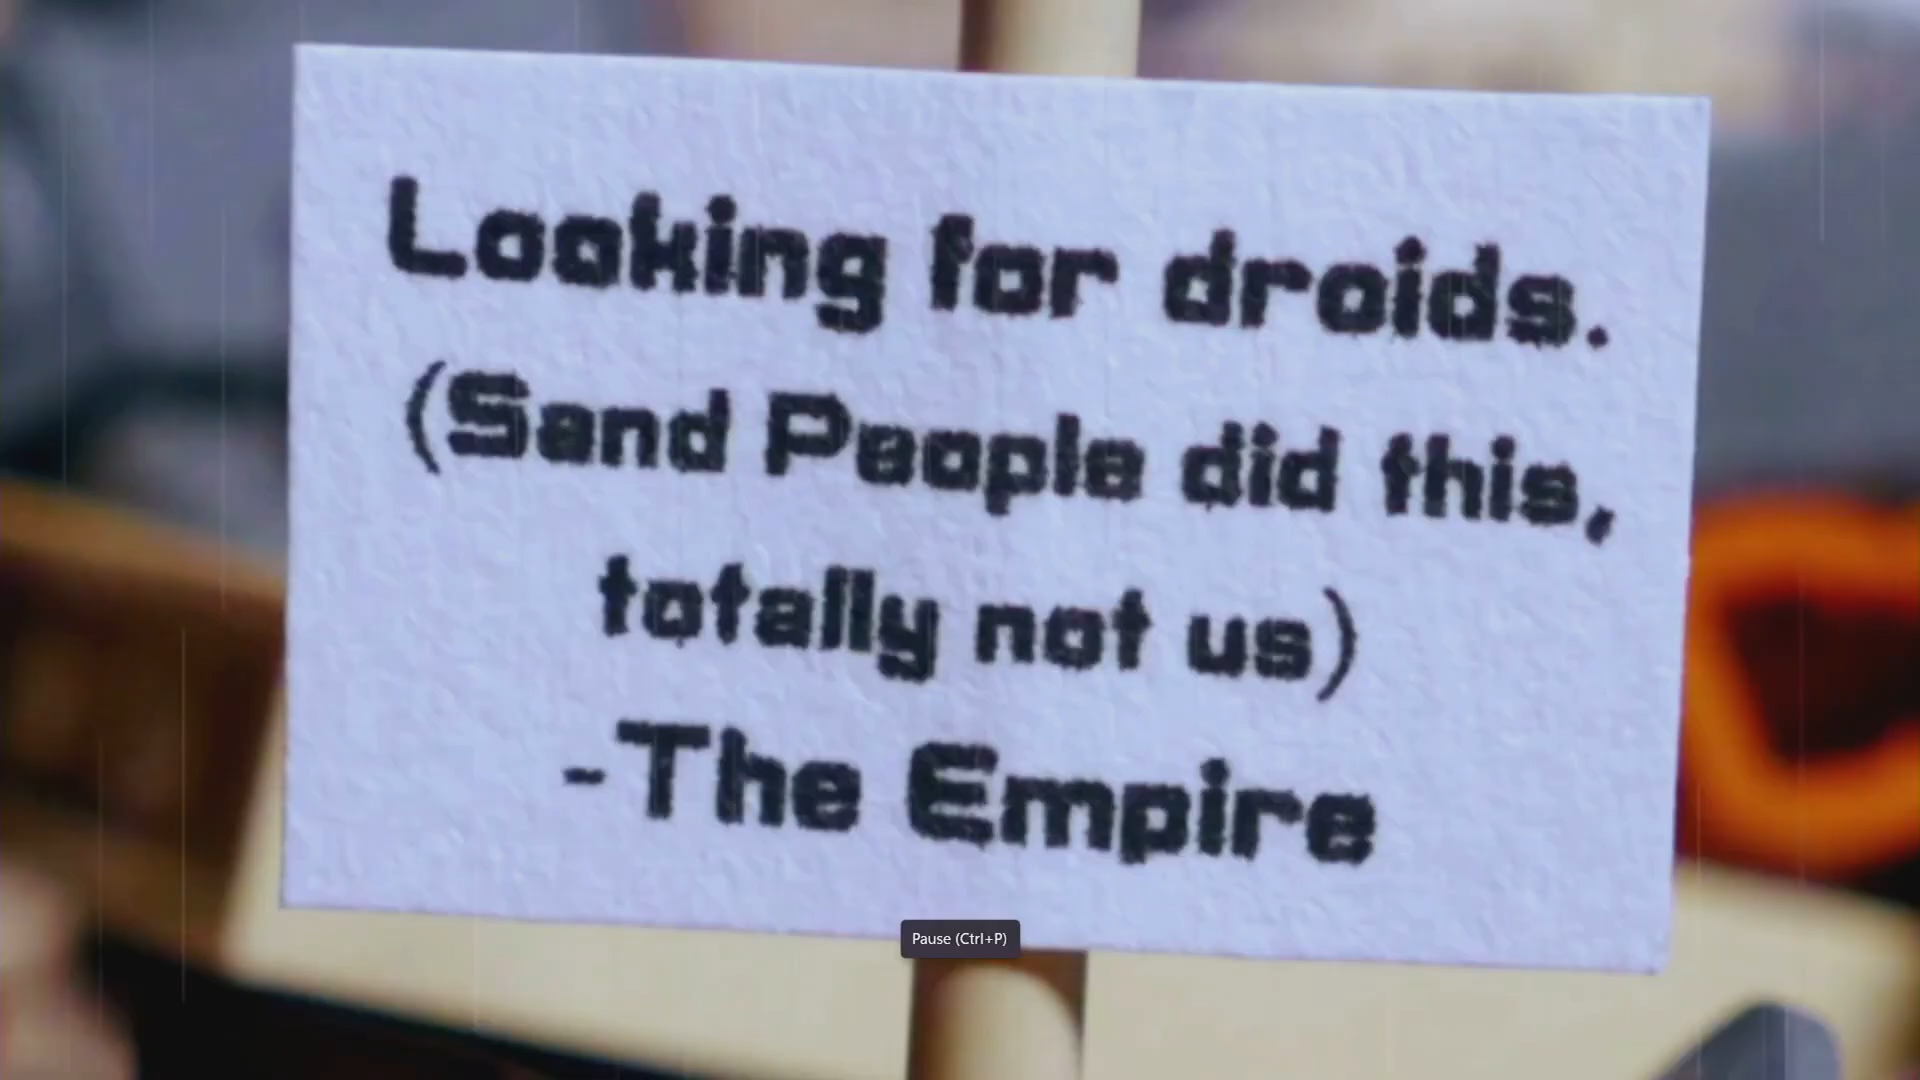 Looking for droids.
(Sand People did this,
totally not us)
-The Empire
Pause (Ctrl+P)